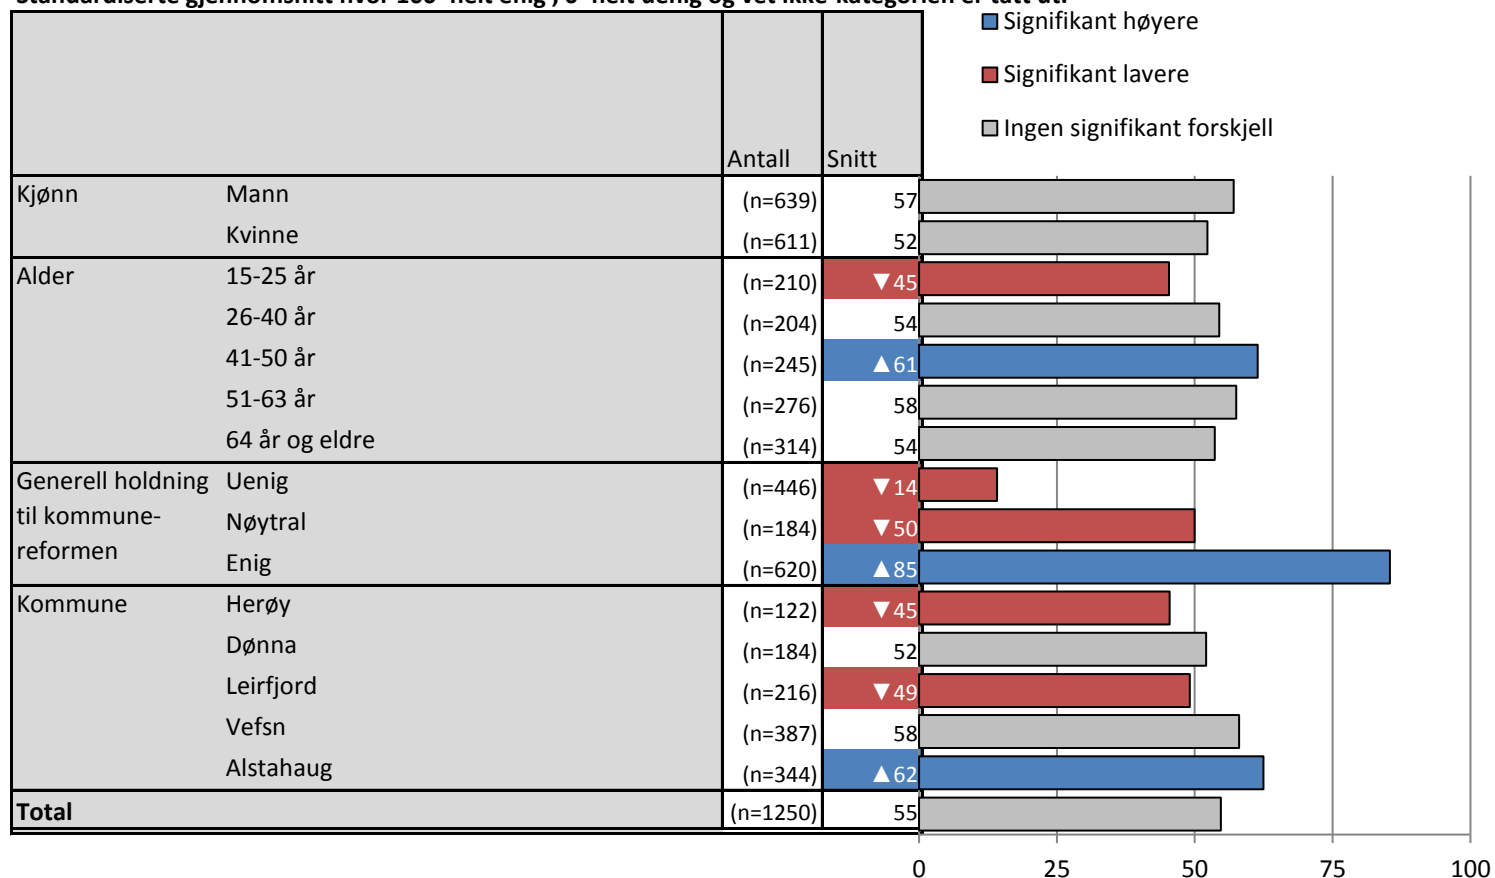 Signifikant høyere
Signifikant lavere
Ingen signifikant forskjell
Antall Snitt
Kjønn Mann (n=639) 57
Kvinne (n=611) 52
Alder 15-25 år (n=210) ▼45
26-40 år (n=204) 54
41-50 år (n=245) ▲61
51-63 år (n=276) 58
64 år og eldre (n=314) 54
Generell holdning Uenig (n=446) ▼14
til kommune- Nøytral (n=184) ▼50
reformen Enig (n=620) ▲85
Kommune Herøy (n=122) ▼45
Dønna (n=184) 52
Leirfjord (n=216) ▼49
Vefsn (n=387) 58
Alstahaug (n=344) ▲62
Total (n=1250) 55
0 25 50 75 100